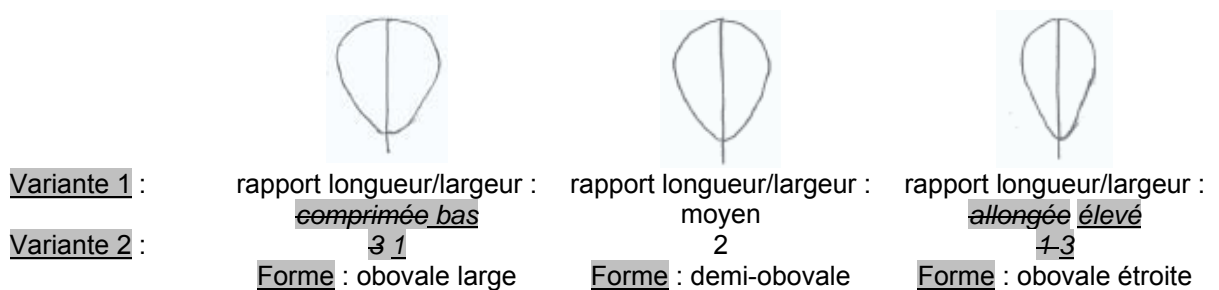 Variante 1 : rapport longueur/largeur : rapport longueur/largeur : rapport longueur/largeur :
comprimée bas moyen allongée élevé
Variante 2 : 3 1 2 1 3
Forme : obovale large Forme : demi-obovale Forme : obovale étroite